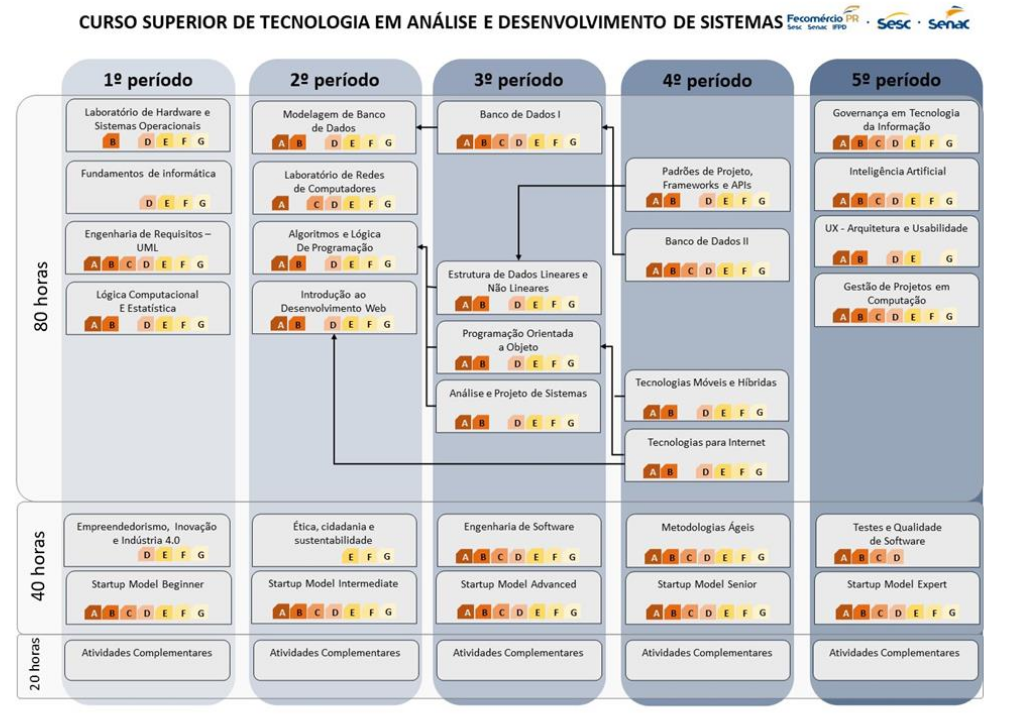 CURSO SUPERIOR DE TECNOLOGIA EM ANÁLISE E DESENVOLVIMENTO DE SISTEMAS
Fecomércio PR
Sesc Senac IFPD
Sesc
Senac
1º período
2º período
3º período
4º período
5º período
80 horas
Laboratório de Hardware e
Sistemas Operacionais
B D E F G
Fundamentos de informática
D E F G
Engenharia de Requisitos –
UML
A B C D E F G
Lógica Computacional
E Estatística
A B D E F G
Modelagem de Banco
de Dados
A B D E F G
Laboratório de Redes
de Computadores
A C D E F G
Algoritmos e Lógica
De Programação
A B D E F G
Introdução ao
Desenvolvimento Web
A B D E F G
Banco de Dados I
A B C D E F G
Estrutura de Dados Lineares e
Não Lineares
A B D E F G
Programação Orientada
a Objeto
A B D E F G
Análise e Projeto de Sistemas
A B D E F G
Padrões de Projeto,
Frameworks e APIs
A B D E F G
Banco de Dados II
A B C D E F G
Tecnologias Móveis e Híbridas
A B D E F G
Tecnologias para Internet
A B D E F G
Governança em Tecnologia
da Informação
A B C D E F G
Inteligência Artificial
A B C D E F G
UX - Arquitetura e Usabilidade
A B D E G
Gestão de Projetos em
Computação
A B C D E F G
40 horas
Empreendedorismo, Inovação
e Indústria 4.0
D E F G
Ética, cidadania e
sustentabilidade
E F G
Engenharia de Software
A B C D E F G
Metodologias Ágeis
A B C D E F G
Testes e Qualidade
de Software
A B C D
Startup Model Beginner
A B C D E F G
Startup Model Intermediate
A B C D E F G
Startup Model Advanced
A B C D E F G
Startup Model Senior
A B C D E F G
Startup Model Expert
A B C D E F G
20 horas
Atividades Complementares
Atividades Complementares
Atividades Complementares
Atividades Complementares
Atividades Complementares